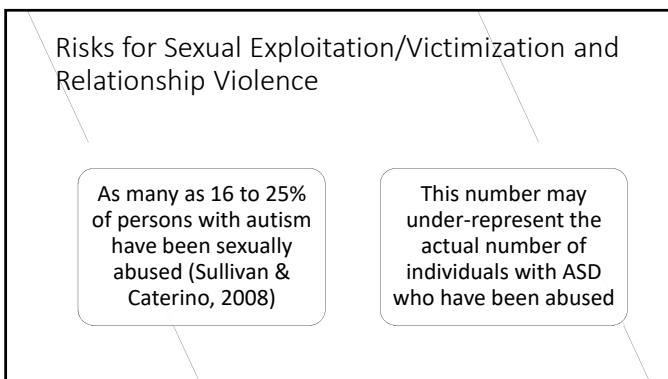 Risks for Sexual Exploitation/Victimization and
Relationship Violence
As many as 16 to 25%
of persons with autism
have been sexually
abused (Sullivan &
Caterino, 2008)
This number may
under-represent the
actual number of
individuals with ASD
who have been abused